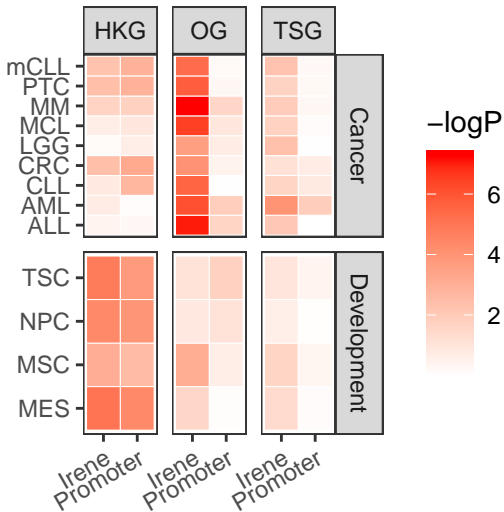 HKG OG TSG
mCLL
PTC
MM
MCL
LGG
CRC
CLL
AML
ALL
Cancer
TSC
NPC
MSC
MES
Development
Irene Promoter Irene Promoter Irene Promoter
−logP
6
4
2